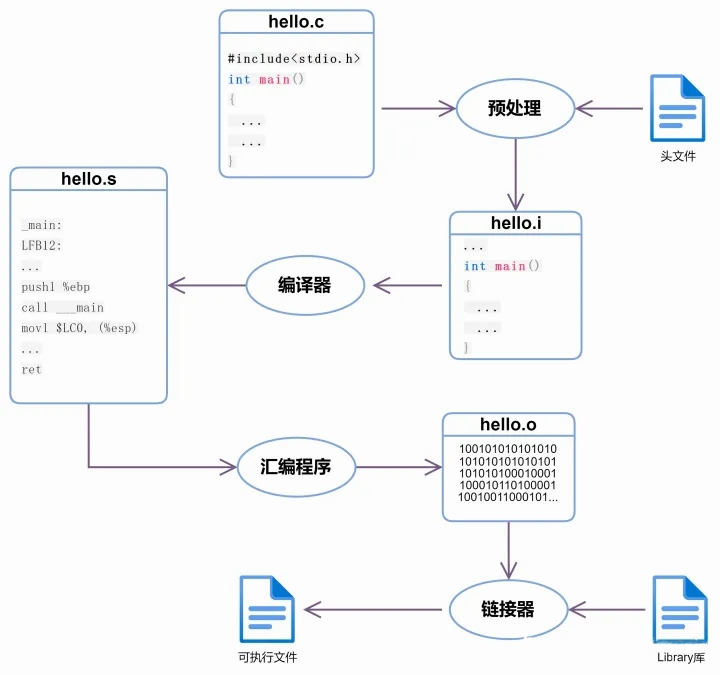 hello.c
#include<stdio.h>
int main()
{
...
...
}
预处理
头文件
hello.i
...
int main()
{
...
...
}
编译器
hello.s
_main:
LFB12:
...
pushl %ebp
call ___main
movl $LC0, (%esp)
...
ret
汇编程序
hello.o
100101010101010
101010101010101
101010100010001
100010110100001
10010011000101...
链接器
可执行文件
Library库